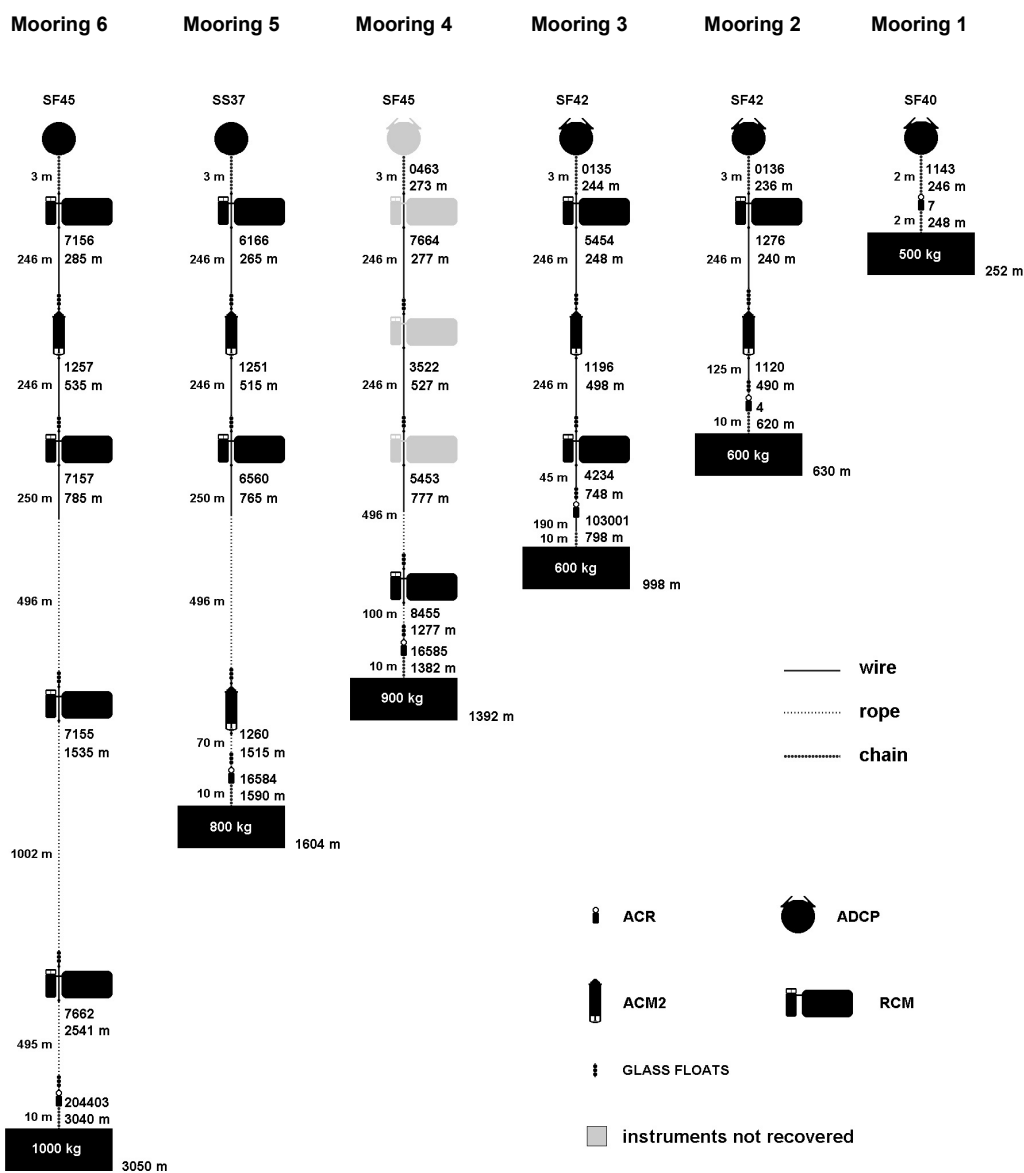 Mooring 6
Mooring 5
Mooring 4
Mooring 3
Mooring 2
Mooring 1
SF45
3 m
7156
285 m
246 m
1257
535 m
246 m
7157
785 m
250 m
496 m
7155
1535 m
1002 m
7662
2541 m
495 m
204403
3040 m
10 m
1000 kg
3050 m
SS37
3 m
6166
265 m
246 m
1251
515 m
246 m
6560
765 m
250 m
496 m
1260
1515 m
70 m
16584
1590 m
10 m
800 kg
1604 m
SF45
0463
273 m
3 m
7664
277 m
246 m
3522
527 m
246 m
5453
777 m
496 m
8455
1277 m
100 m
16585
1382 m
10 m
900 kg
1392 m
SF42
0135
244 m
3 m
5454
248 m
246 m
1196
498 m
246 m
4234
748 m
45 m
103001
798 m
190 m
10 m
600 kg
998 m
SF42
0136
236 m
3 m
1276
240 m
246 m
1120
490 m
125 m
4
620 m
10 m
600 kg
630 m
SF40
1143
246 m
2 m
7
248 m
2 m
500 kg
252 m
wire
rope
chain
ACR
ADCP
ACM2
RCM
GLASS FLOATS
instruments not recovered